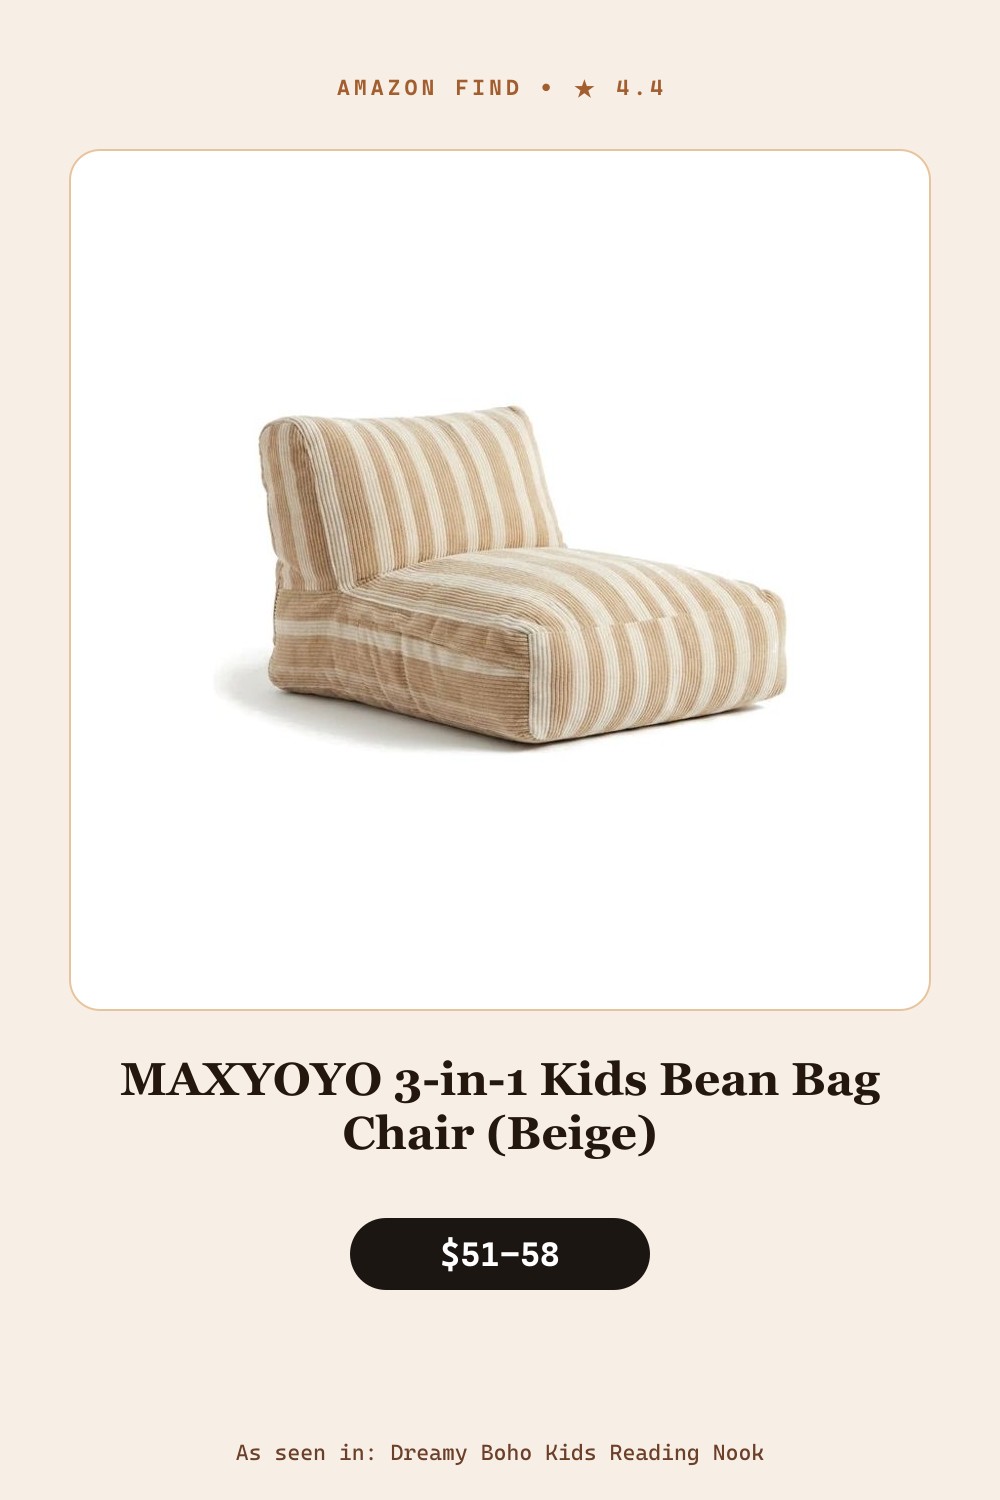 AMAZON FIND • ★ 4.4
MAXYOYO 3-in-1 Kids Bean Bag
Chair (Beige)
$51–58
As seen in: Dreamy Boho Kids Reading Nook